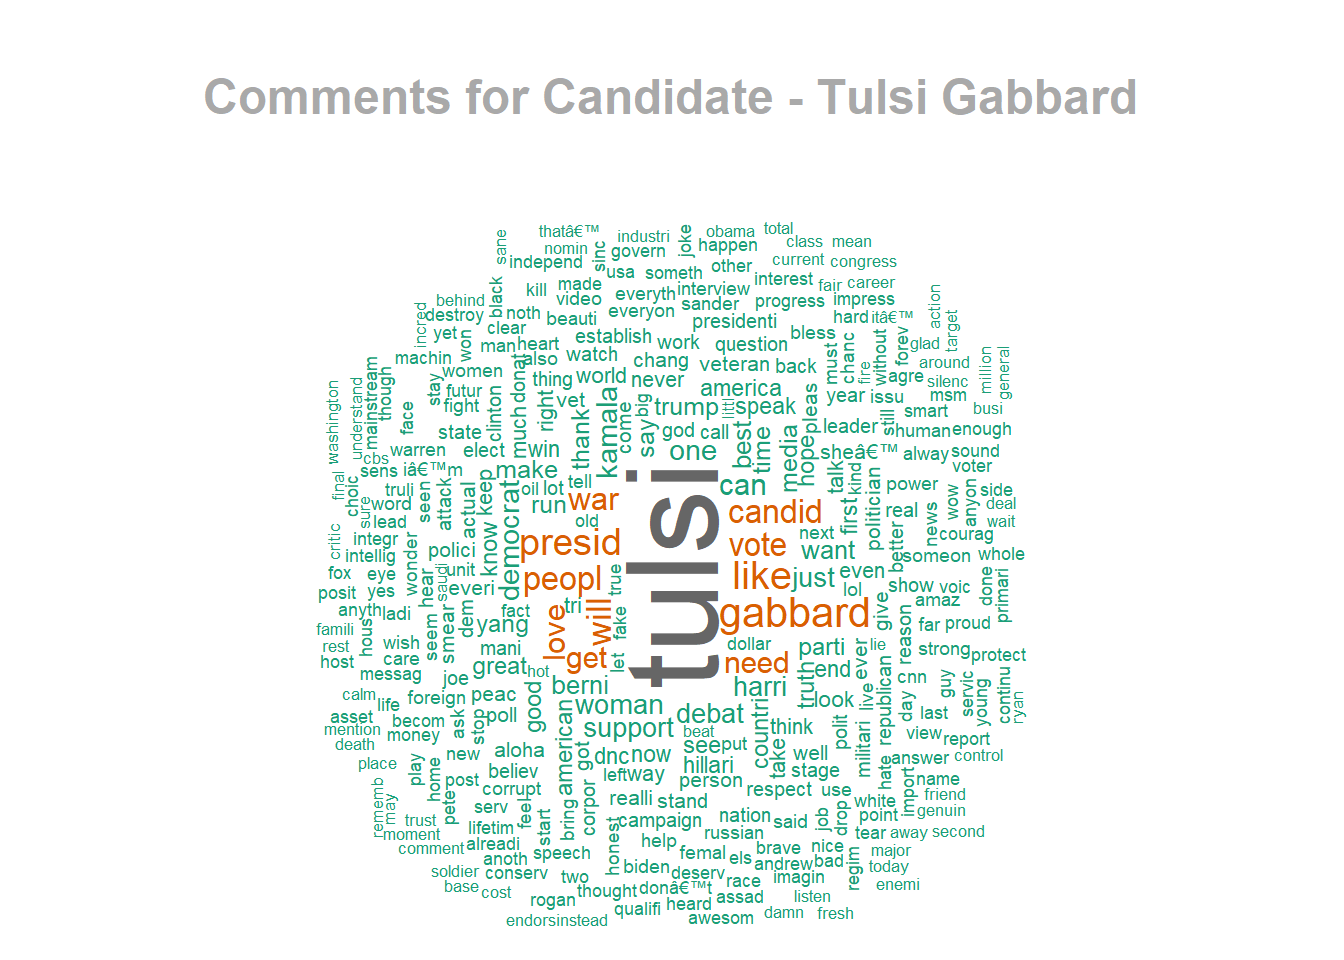 Comments for Candidate - Tulsi Gabbard
sane
thatâ€™
nomin
independ
industri
govern
sinc
joke
obama
happen
total
class
mean
current
congress
usa
someth
other
interest
fair
career
kill
made
video
everyth
interview
sander
progress
impress
black
behind
destroy
noth
beauti
everyon
presidenti
bless
hard
itâ€™
action
target
incred
yet
won
clear
man
heart
establish
work
question
must
chanc
without
forev
glad
around
million
general
machin
women
also
watch
chang
veteran
back
fire
agre
silenc
stay
futur
donat
thing
world
never
america
year
issu
msm
busi
washington
understand
mainstream
though
face
fight
clinton
much
right
vet
kamala
come
big
littl
trump
speak
pleas
still
smart
state
thank
say
god
call
best
time
leader
human
enough
warren
elect
win
one
media
hope
sheâ€™
alway
sound
cbs
sens
iâ€™m
make
tell
can
talk
kind
voter
final
choic
truli
seen
attack
actual
keep
oil
lot
war
tulsi
candid
first
politician
power
wow
anyon
side
sure
word
lead
run
old
next
real
news
deal
critic
integr
wonder
polici
know
democrat
presid
vote
want
better
courag
wait
intellig
hear
saudi
unit
someon
whole
fox
eye
everi
peopl
true
like
just
even
show
voic
done
primari
posit
yes
lol
amaz
anyth
ladi
smear
dem
fact
tri
love
will
fake
gabbard
give
reason
far
proud
famili
hous
seem
yang
rest
wish
mani
dollar
parti
ever
lie
strong
protect
host
care
great
hot
get
let
need
truth
end
cnn
guy
messag
joe
berni
harri
look
live
republican
day
servic
young
continu
ryan
calm
life
foreign
peac
good
woman
countri
asset
becom
ask
stop
poll
support
debat
think
polit
militari
last
mention
money
american
beat
view
report
death
new
aloha
got
dnc
now
see
put
take
well
hate
answer
control
place
play
home
post
believ
left
way
hillari
person
stage
import
name
rememb
may
pete
corrupt
corpor
realli
stand
respect
use
white
friend
serv
feel
bring
campaign
nation
said
job
drop
point
genuin
trust
lifetim
start
russian
tear
away
second
moment
alreadi
honest
help
brave
nice
comment
anoth
speech
femal
els
andrew
bad
regim
major
today
soldier
conserv
two
biden
deserv
race
imagin
enemi
base
cost
thought
donâ€™t
assad
listen
rogan
qualifi
heard
endors
instead
awesom
damn
fresh